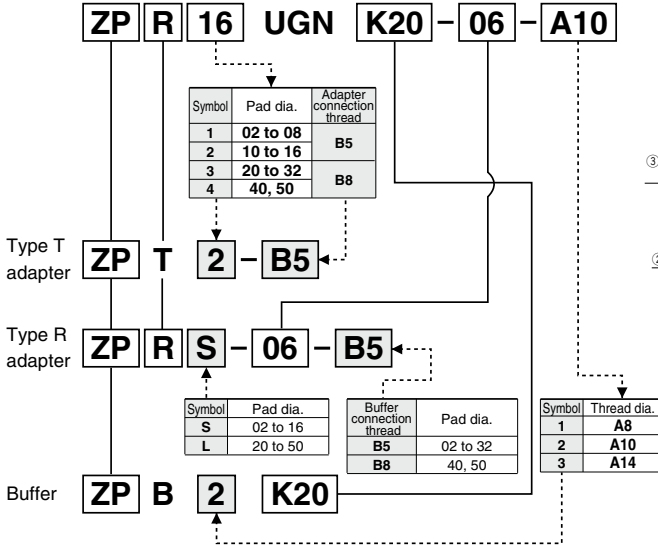 ZP R 16 UGN K20 – 06 – A10
Symbol Pad dia. Adapter connection thread
1 02 to 08 B5
2 10 to 16
3 20 to 32 B8
4 40, 50
③
②
Type T adapter ZP T 2 – B5
Type R adapter ZP R S – 06 – B5
Symbol Pad dia.
S 02 to 16
L 20 to 50
Buffer connection thread Pad dia.
B5 02 to 32
B8 40, 50
Symbol Thread dia.
1 A8
2 A10
3 A14
Buffer ZP B 2 K20